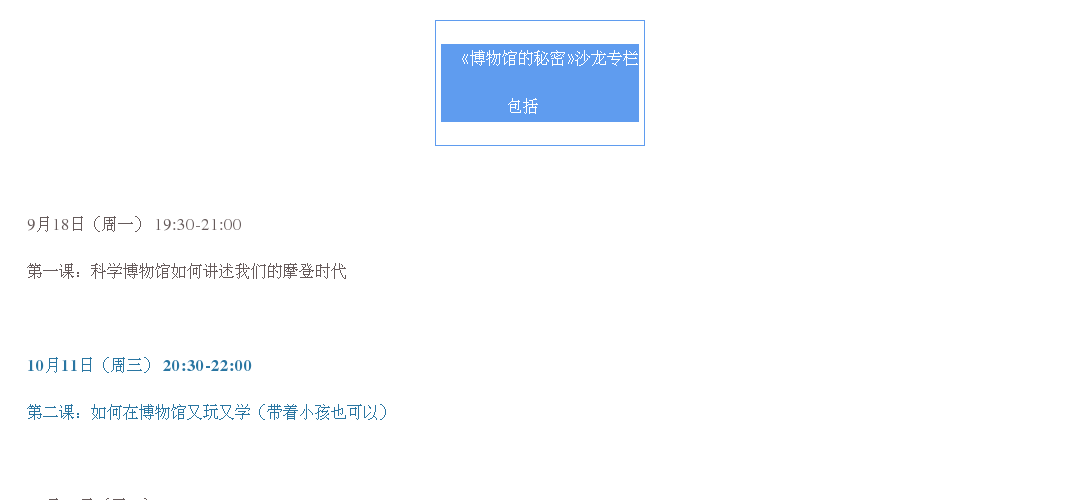 《博物馆的秘密》沙龙专栏
包括
9月18日（周一） 19:30-21:00
第一课：科学博物馆如何讲述我们的摩登时代
10月11日（周三） 20:30-22:00
第二课：如何在博物馆又玩又学（带着小孩也可以）